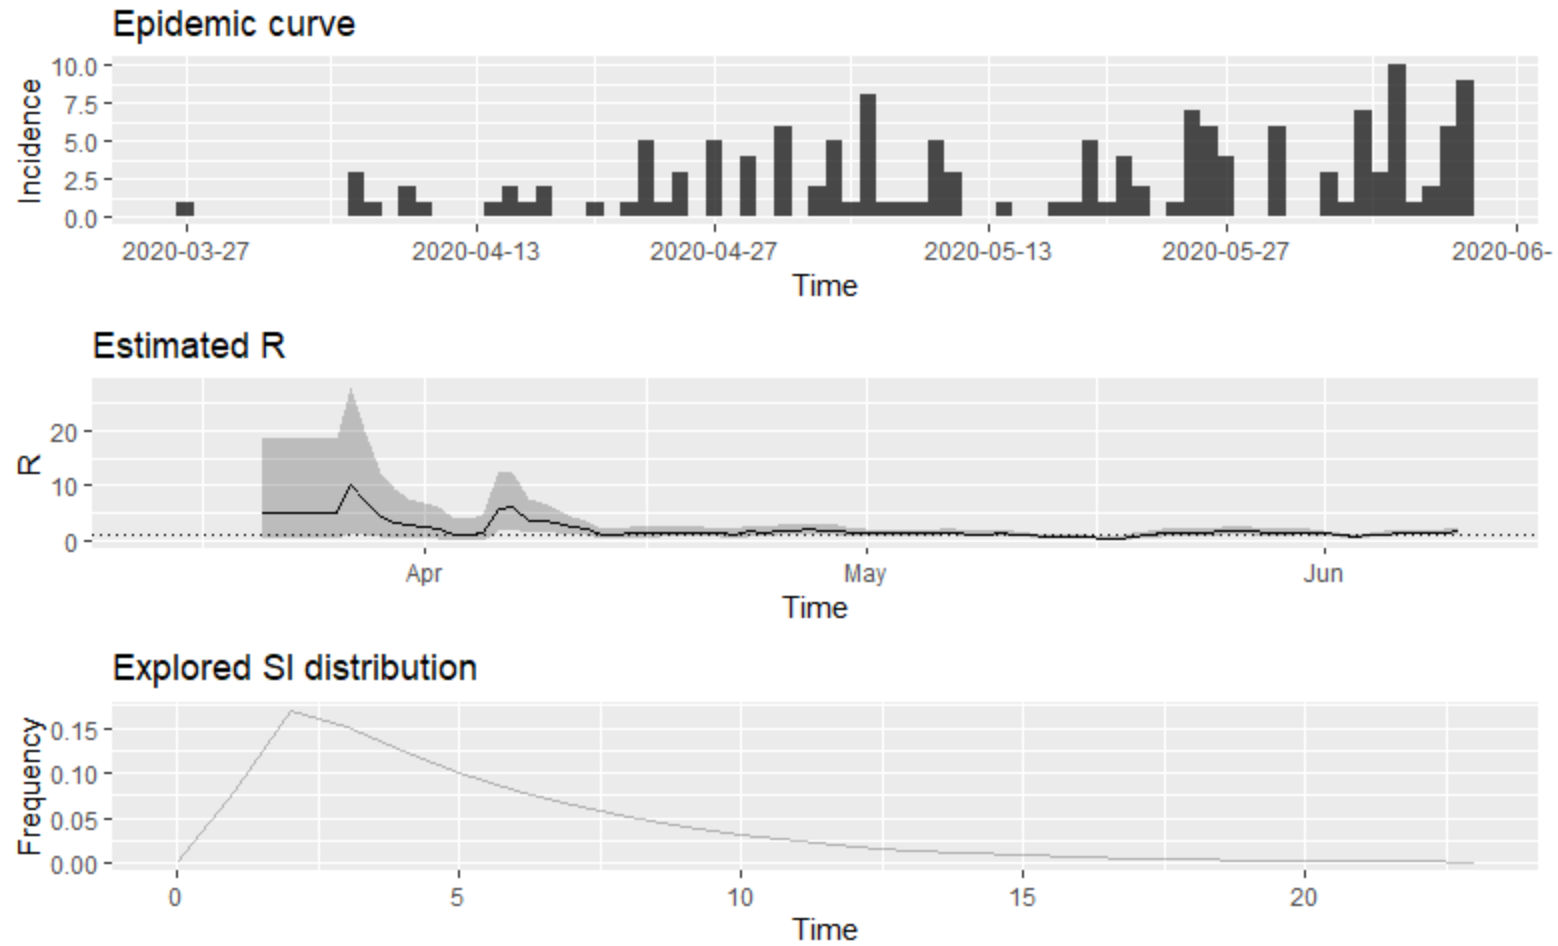 Epidemic curve
Incidence
10.0
7.5
5.0
2.5
0.0
2020-03-27 2020-04-13 2020-04-27 2020-05-13 2020-05-27 2020-06-
Time
Estimated R
R
20
10
0
Apr May Jun
Time
Explored SI distribution
Frequency
0.15
0.10
0.05
0.00
0 5 10 15 20
Time